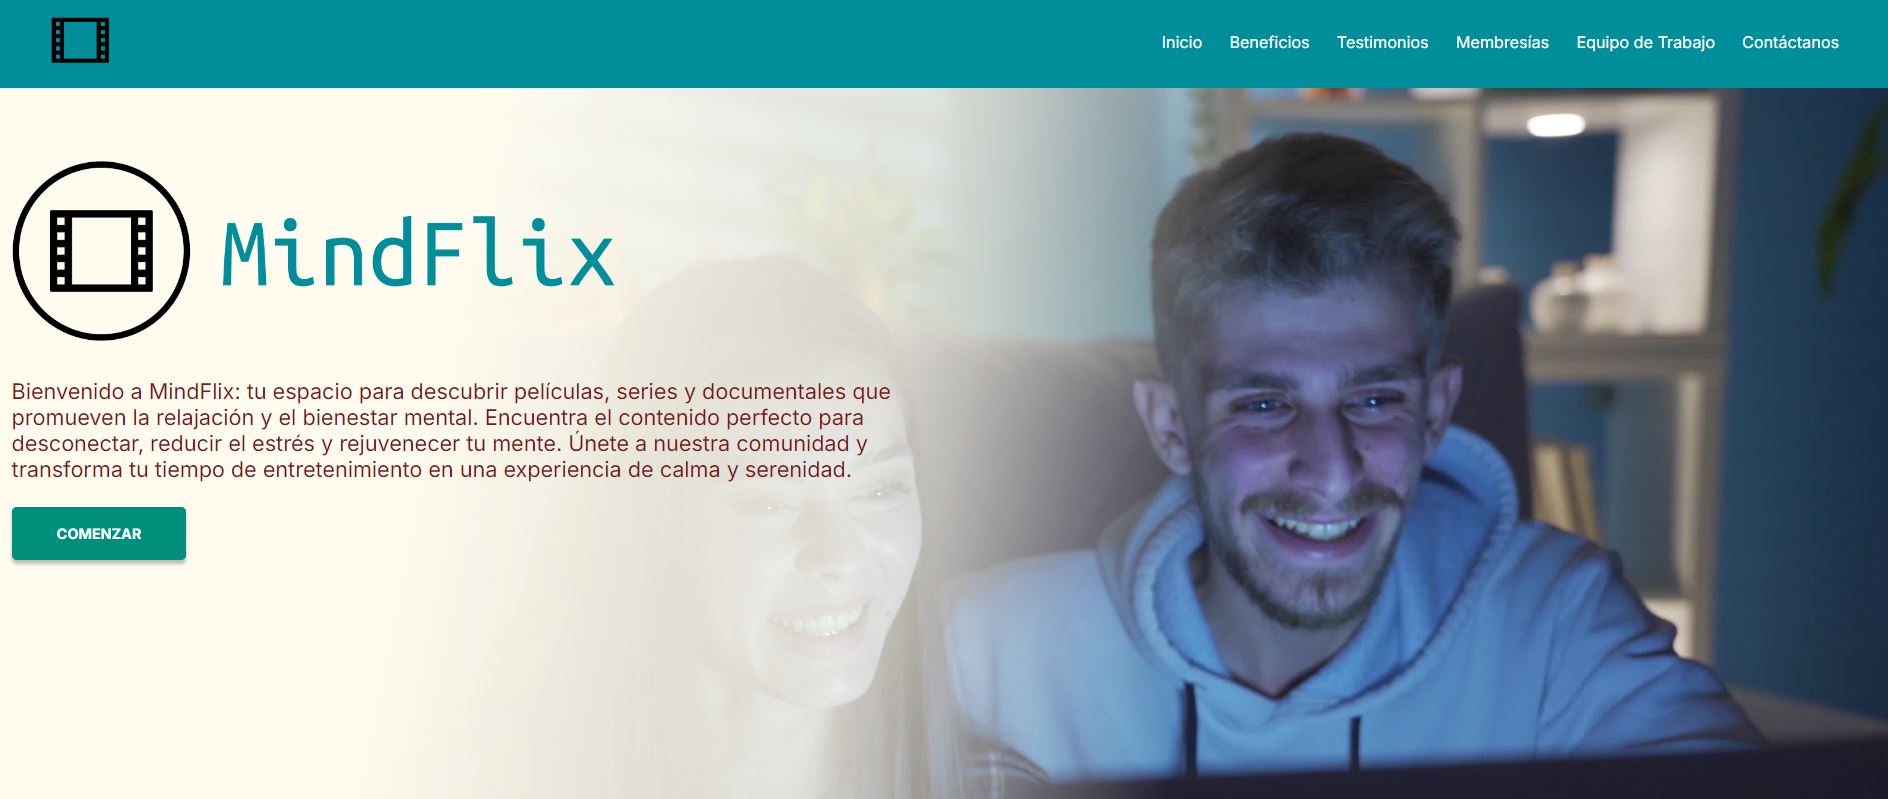 Inicio Beneficios Testimonios Membresías Equipo de Trabajo Contáctanos
MindFlix
Bienvenido a MindFlix: tu espacio para descubrir películas, series y documentales que
promueven la relajación y el bienestar mental. Encuentra el contenido perfecto para
desconectar, reducir el estrés y rejuvenecer tu mente. Únete a nuestra comunidad y
transforma tu tiempo de entretenimiento en una experiencia de calma y serenidad.
COMENZAR